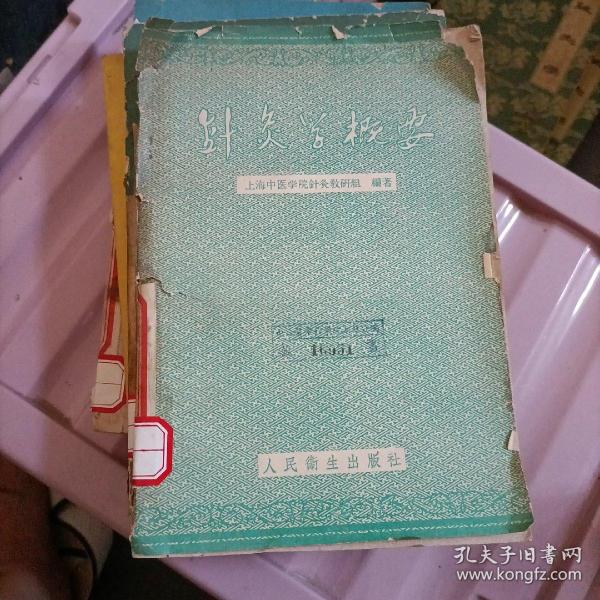 針灸学概要
上海中医学院針灸教研組 編著
人民衛生出版社
孔夫子旧书网
www.kongfz.com